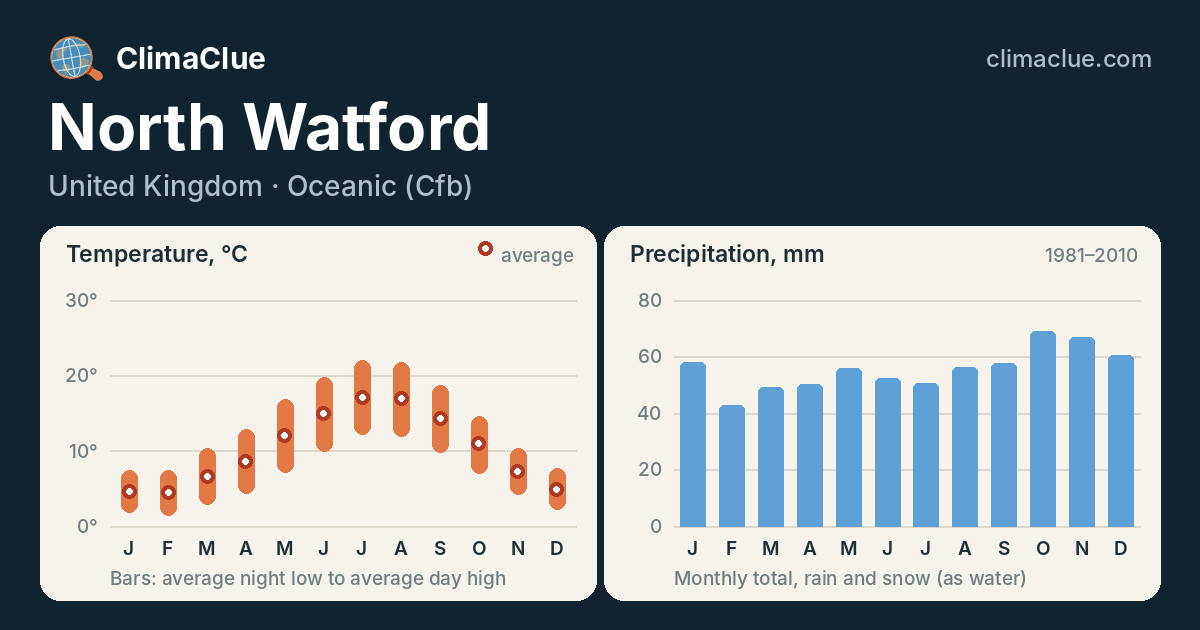 ClimaClue
climaclue.com
North Watford
United Kingdom · Oceanic (Cfb)
Temperature, °C
average
30°
20°
10°
0°
J F M A M J J A S O N D
Bars: average night low to average day high
Precipitation, mm
1981–2010
80
60
40
20
0
J F M A M J J A S O N D
Monthly total, rain and snow (as water)